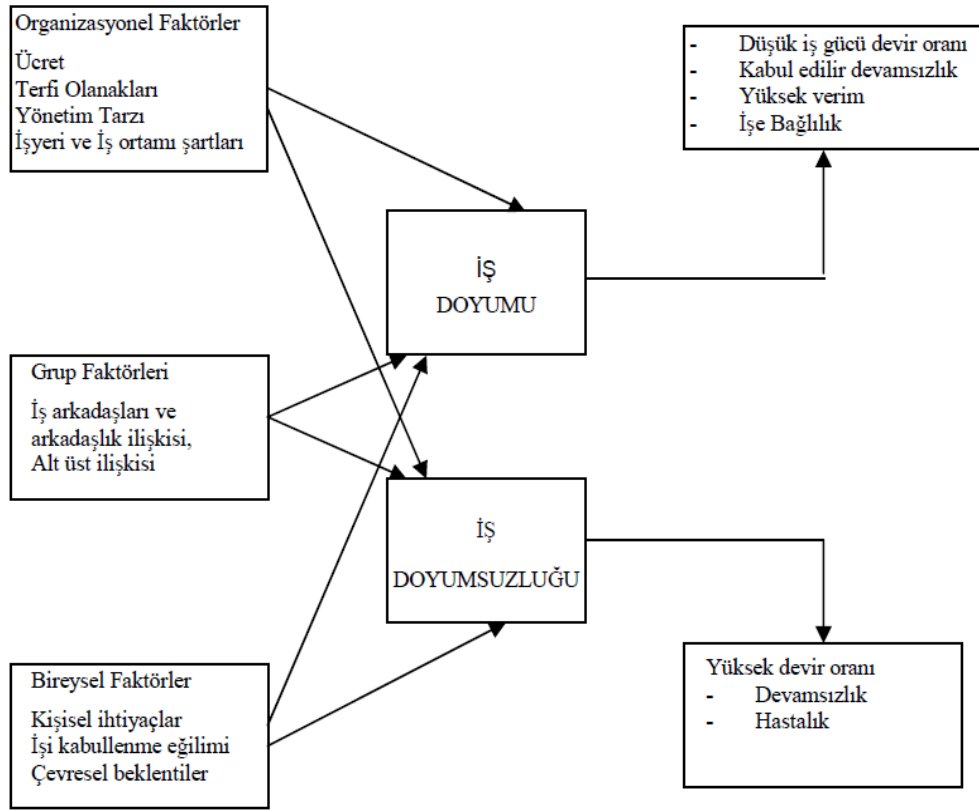 Organizasyonel Faktörler
Ücret
Terfi Olanakları
Yönetim Tarzı
İşyeri ve İş ortamı şartları
- Düşük iş gücü devir oranı
- Kabul edilir devamsızlık
- Yüksek verim
- İşe Bağlılık
İŞ
DOYUMU
Grup Faktörleri
İş arkadaşları ve
arkadaşlık ilişkisi,
Alt üst ilişkisi
İŞ
DOYUMSUZLUĞU
Bireysel Faktörler
Kişisel ihtiyaçlar
İşi kabullenme eğilimi
Çevresel beklentiler
Yüksek devir oranı
- Devamsızlık
- Hastalık